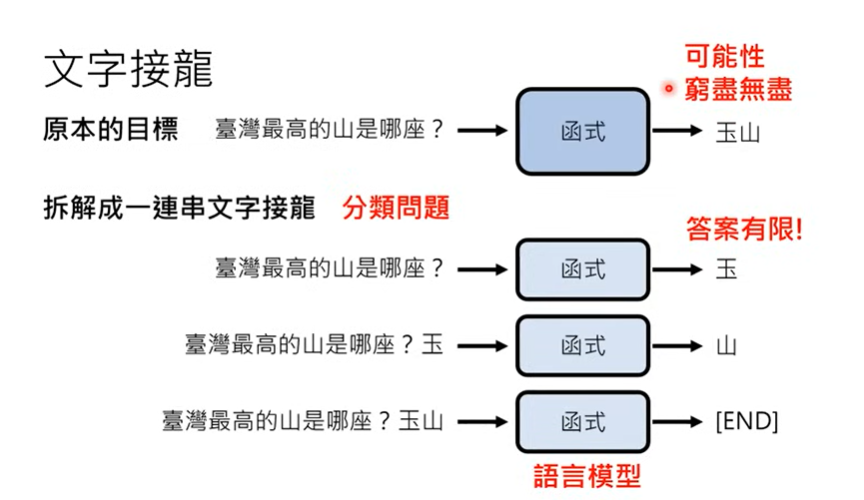 文字接龍
可能性
窮盡無盡
原本的目標 臺灣最高的山是哪座？ 函式 玉山
拆解成一連串文字接龍 分類問題
答案有限!
臺灣最高的山是哪座？ 函式 玉
臺灣最高的山是哪座？玉 函式 山
臺灣最高的山是哪座？玉山 函式 [END]
語言模型